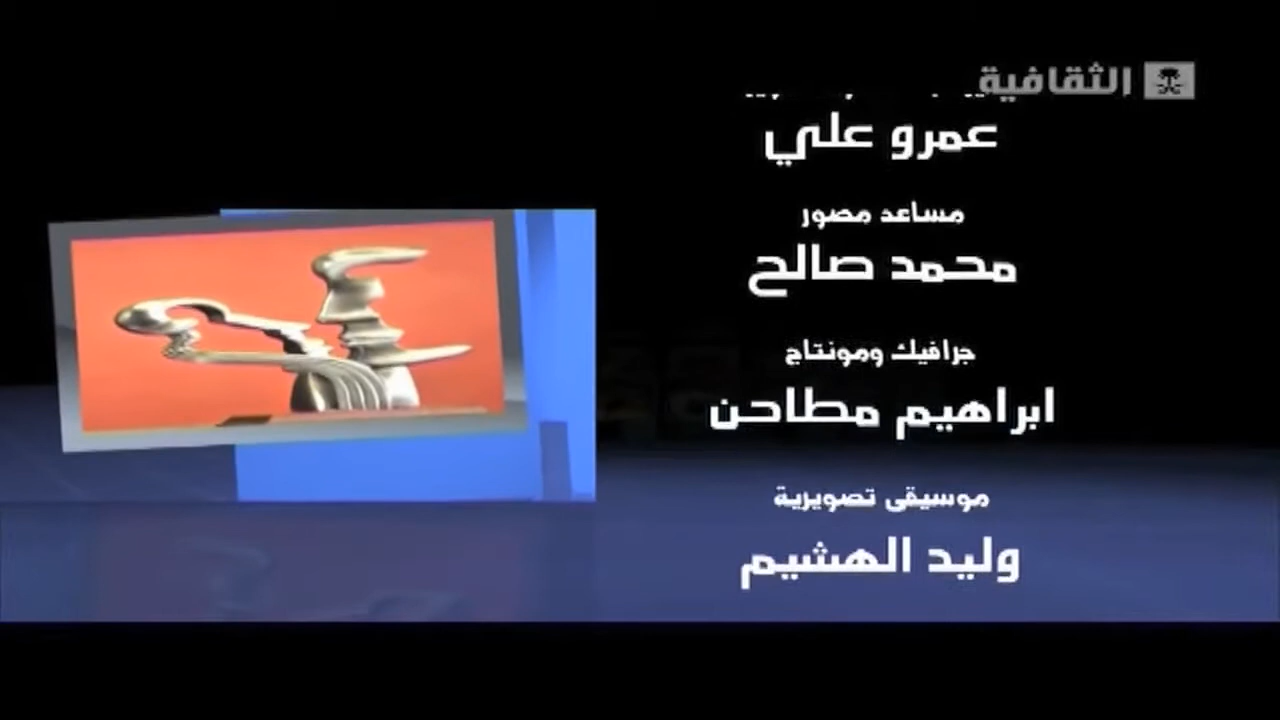 الثقافية
عمرو علي
مساعد مصور
محمد صالح
جرافيك ومونتاج
ابراهيم مطاحن
موسيقى تصويرية
وليد الهشيم